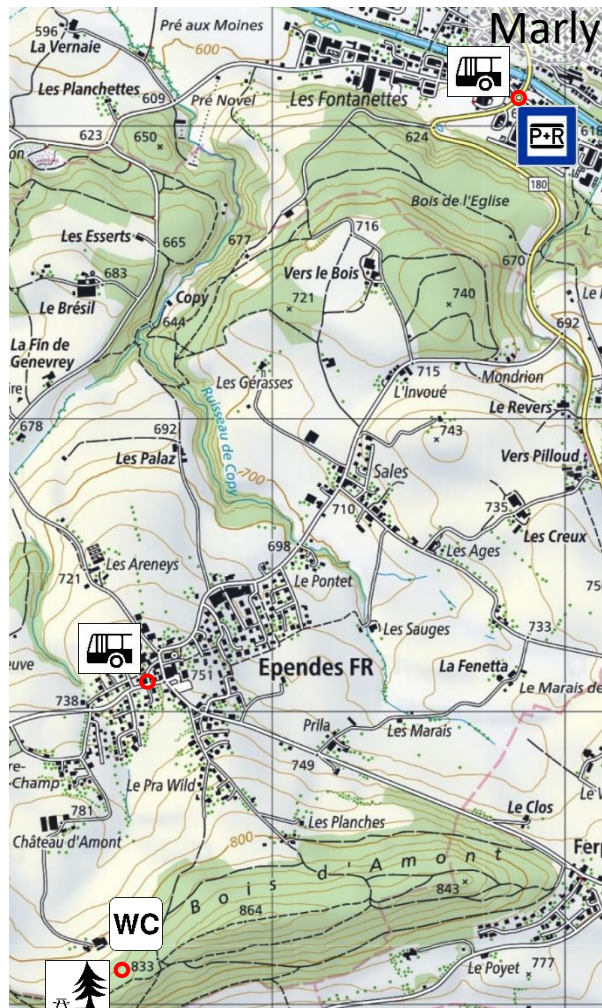 Marly
596
La Vernaie
Pré aux Moines
600
Les Planchettes
609
Pré Novel
Les Fontanettes
623
650
624
P+R
618
180
Bois de l'Eglise
Les Esserts
665
677
716
670
683
Vers le Bois
Le Brésil
Copy
721
740
644
692
La Fin de
Genevrey
715
Mondrion
Les Gérasses
L'Invoué
Le Revers
678
692
Ruisseau de Copy
743
Les Palaz
700
Sales
Vers Pilloud
710
735
Les Creux
698
Les Ages
721
Les Areneys
Le Pontet
Les Sauges
733
751
Ependes FR
La Fenetta
738
Le Marais de
Prila
Les Marais
749
Le Pra Wild
781
Les Planches
Le Clos
Château d'Amont
800
Bois d'Amont
843
864
WC
833
Le Poyet
777